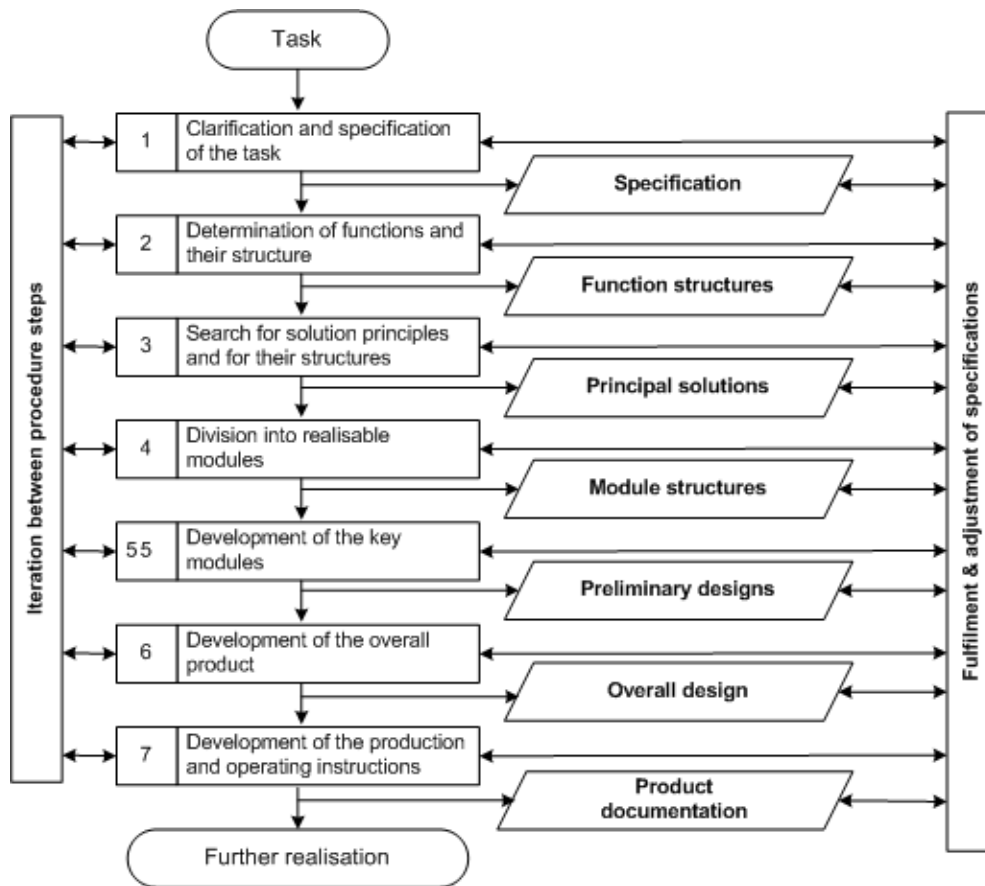 Task
Iteration between procedure steps
1
Clarification and specification
of the task
Specification
2
Determination of functions and
their structure
Function structures
3
Search for solution principles
and for their structures
Principal solutions
4
Division into realisable
modules
Module structures
55
Development of the key
modules
Preliminary designs
6
Development of the overall
product
Overall design
7
Development of the production
and operating instructions
Product
documentation
Further realisation
Fulfilment & adjustment of specifications